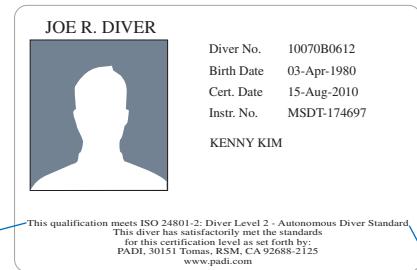 JOE R. DIVER
Diver No. 10070B0612
Birth Date 03-Apr-1980
Cert. Date 15-Aug-2010
Instr. No. MSDT-174697
KENNY KIM
This qualification meets ISO 24801-2: Diver Level 2 - Autonomous Diver Standard
This diver has satisfactorily met the standards
for this certification level as set forth by:
PADI, 30151 Tomas, RSM, CA 92688-2125
www.padi.com